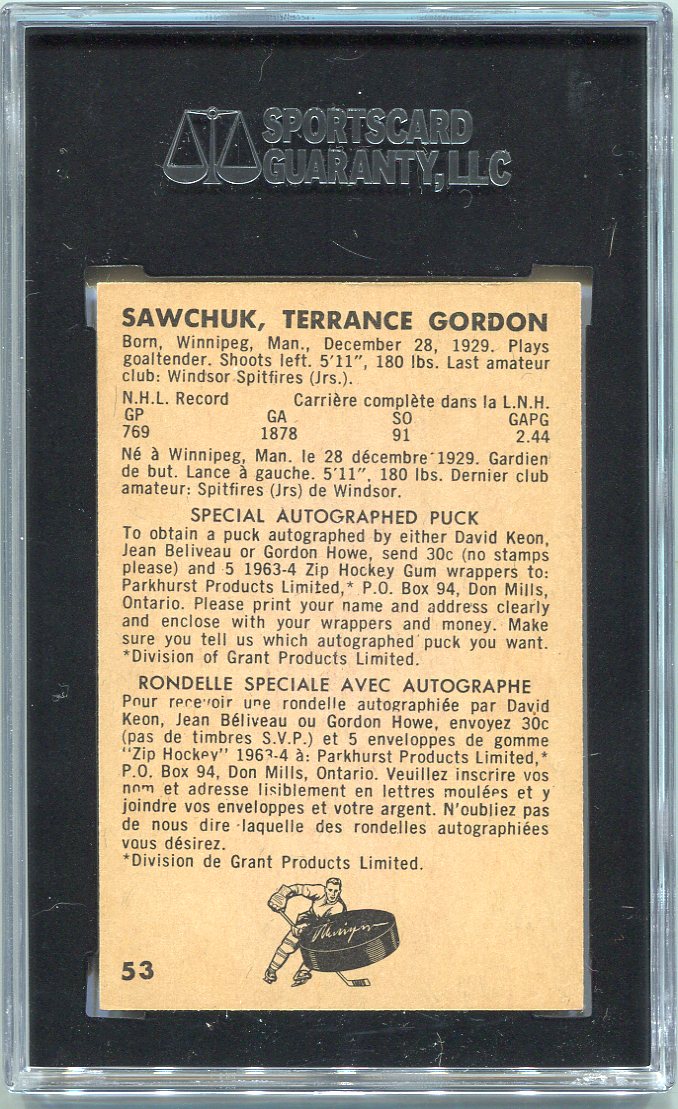 SPORTSCARD
GUARANTY, LLC
SAWCHUK, TERRANCE GORDON
Born, Winnipeg, Man., December 28, 1929. Plays
goaltender. Shoots left. 5'11", 180 lbs. Last amateur
club: Windsor Spitfires (Jrs.).
N.H.L. Record Carrière complète dans la L.N.H.
GP GA SO GAPG
769 1878 91 2.44
Né à Winnipeg, Man. le 28 décembre 1929. Gardien
de but. Lance à gauche. 5'11", 180 lbs. Dernier club
amateur: Spitfires (Jrs) de Windsor.
SPECIAL AUTOGRAPHED PUCK
To obtain a puck autographed by either David Keon,
Jean Beliveau or Gordon Howe, send 30c (no stamps
please) and 5 1963-4 Zip Hockey Gum wrappers to:
Parkhurst Products Limited,* P.O. Box 94, Don Mills,
Ontario. Please print your name and address clearly
and enclose with your wrappers and money. Make
sure you tell us which autographed puck you want.
*Division of Grant Products Limited.
RONDELLE SPECIALE AVEC AUTOGRAPHE
Pour recevoir une rondelle autographiée par David
Keon, Jean Béliveau ou Gordon Howe, envoyez 30c
(pas de timbres S.V.P.) et 5 enveloppes de gomme
"Zip Hockey" 1963-4 à: Parkhurst Products Limited,*
P.O. Box 94, Don Mills, Ontario. Veuillez inscrire vos
nom et adresse lisiblement en lettres moulées et y
joindre vos enveloppes et votre argent. N'oubliez pas
de nous dire laquelle des rondelles autographiées
vous désirez.
*Division de Grant Products Limited.
53